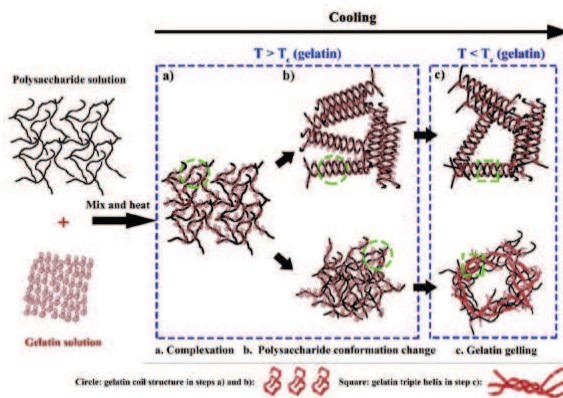 Cooling
T > Tc (gelatin)
T < Tc (gelatin)
Polysaccharide solution
a)
b)
c)
Mix and heat
+
Gelatin solution
a. Complexation
b. Polysaccharide conformation change
c. Gelatin gelling
Circle: gelatin coil structure in steps a) and b):
Square: gelatin triple helix in step c):